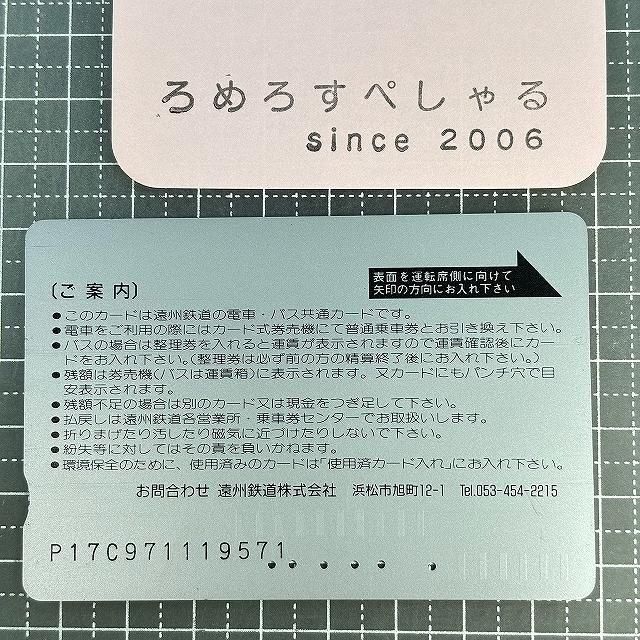 ろめろすぺしゃる
since 2006
表面を運転席側に向けて
矢印の方向にお入れ下さい
〔ご案内〕
●このカードは遠州鉄道の電車・バス共通カードです。
●電車をご利用の際にはカード式券売機にて普通乗車券とお引き換え下さい。
●バスの場合は整理券を入れると運賃が表示されますので運賃確認後にカー
ドをお入れ下さい。(整理券は必ず前の方の精算終了後にお入れ下さい。)
●残額は券売機(バスは運賃箱)に表示されます。又カードにもパンチ穴で目
安表示されます。
●残額不足の場合は別のカード又は現金をつぎ足して下さい。
●払戻しは遠州鉄道各営業所・乗車券センターでお取扱いします。
●折りまげたり汚したり磁気に近づけたりしないで下さい。
●紛失等に対してはその責を負いかねます。
●環境保全のために、使用済みのカードは「使用済カード入れ」にお入れ下さい。
お問合わせ 遠州鉄道株式会社 浜松市旭町12-1 Tel.053-454-2215
P17C971119571